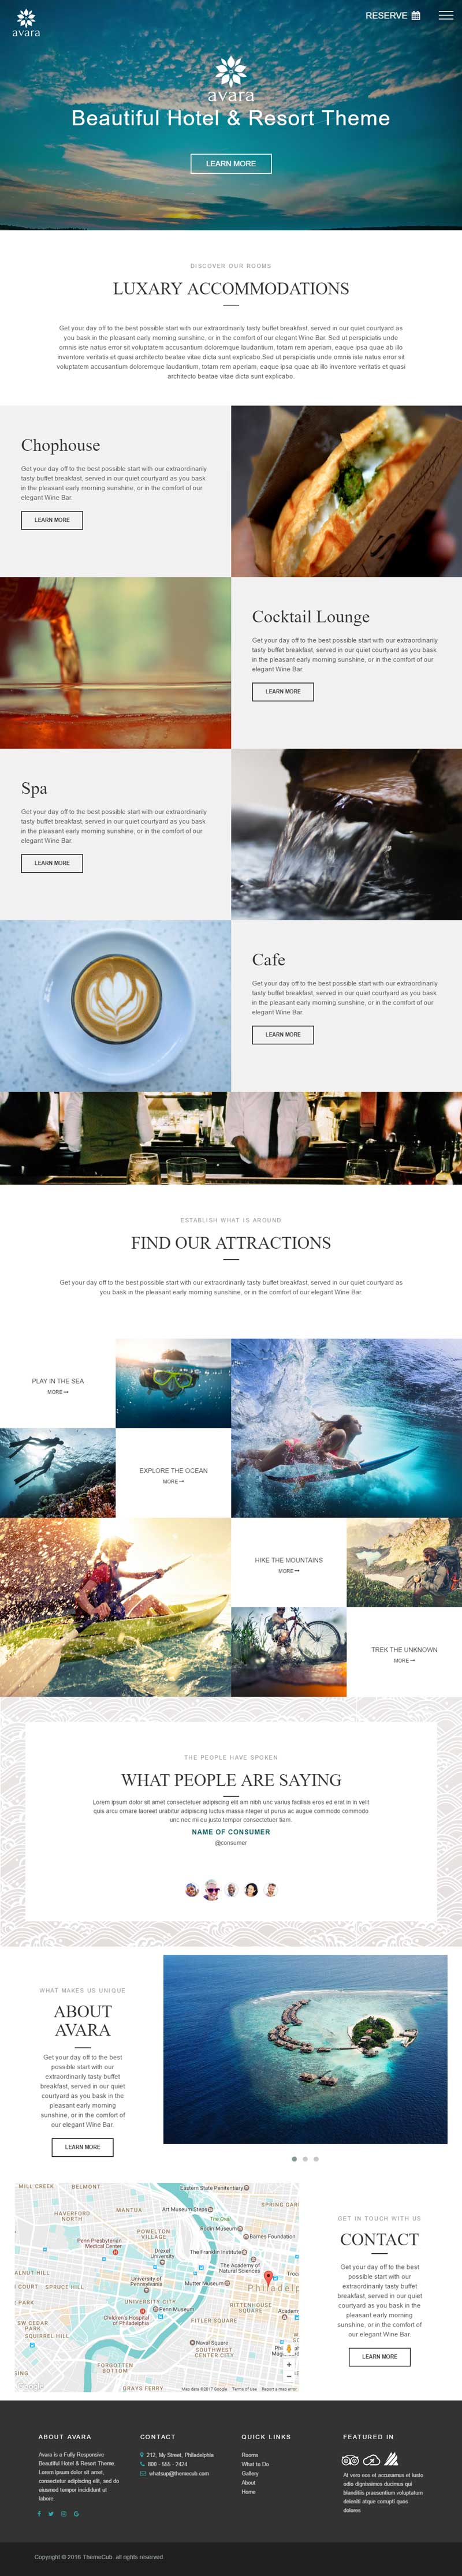 avara
RESERVE
avara
Beautiful Hotel & Resort Theme
LEARN MORE
DISCOVER OUR ROOMS
LUXARY ACCOMMODATIONS
Get your day off to the best possible start with our extraordinarily tasty buffet breakfast, served in our quiet courtyard as
you bask in the pleasant early morning sunshine, or in the comfort of our elegant Wine Bar. Sed ut perspiciatis unde
omnis iste natus error sit voluptatem accusantium doloremque laudantium, totam rem aperiam, eaque ipsa quae ab illo
inventore veritatis et quasi architecto beatae vitae dicta sunt explicabo.Sed ut perspiciatis unde omnis iste natus error sit
voluptatem accusantium doloremque laudantium, totam rem aperiam, eaque ipsa quae ab illo inventore veritatis et quasi
architecto beatae vitae dicta sunt explicabo.
Chophouse
Get your day off to the best possible start with our extraordinarily
tasty buffet breakfast, served in our quiet courtyard as you bask
in the pleasant early morning sunshine, or in the comfort of our
elegant Wine Bar.
LEARN MORE
Cocktail Lounge
Get your day off to the best possible start with our extraordinarily
tasty buffet breakfast, served in our quiet courtyard as you bask
in the pleasant early morning sunshine, or in the comfort of our
elegant Wine Bar.
LEARN MORE
Spa
Get your day off to the best possible start with our extraordinarily
tasty buffet breakfast, served in our quiet courtyard as you bask
in the pleasant early morning sunshine, or in the comfort of our
elegant Wine Bar.
LEARN MORE
Cafe
Get your day off to the best possible start with our extraordinarily
tasty buffet breakfast, served in our quiet courtyard as you bask
in the pleasant early morning sunshine, or in the comfort of our
elegant Wine Bar.
LEARN MORE
ESTABLISH WHAT IS AROUND
FIND OUR ATTRACTIONS
Get your day off to the best possible start with our extraordinarily tasty buffet breakfast, served in our quiet courtyard as
you bask in the pleasant early morning sunshine, or in the comfort of our elegant Wine Bar.
PLAY IN THE SEA
MORE
EXPLORE THE OCEAN
MORE
HIKE THE MOUNTAINS
MORE
TREK THE UNKNOWN
MORE
THE PEOPLE HAVE SPOKEN
WHAT PEOPLE ARE SAYING
Lorem ipsum dolor sit amet consectetuer adipiscing elit am nibh unc varius facilisis eros ed erat in in velit
quis arcu ornare laoreet urabitur adipiscing luctus massa nteger ut purus ac augue commodo commodo
unc nec mi eu justo tempor consectetuer tiam.
NAME OF CONSUMER
@consumer
WHAT MAKES US UNIQUE
ABOUT
AVARA
Get your day off to the best
possible start with our
extraordinarily tasty buffet
breakfast, served in our quiet
courtyard as you bask in the
pleasant early morning
sunshine, or in the comfort of
our elegant Wine Bar.
LEARN MORE
MILL CREEK
BELMONT
Eastern State Penitentiary
SPRING GAR
HAVERFORD
NORTH
MANTUA
Art Museum Steps
The Oval
POWELTON
VILLAGE
Rodin Museum
Barnes Foundation
Penn Presbyterian
Medical Center
Drexel
University
The Franklin Institute
The Academy of
Natural Sciences
WALNUT HILL
University of
Pennsylvania
Mutter Museum
COURT
SPRUCE HILL
Philadelp
PARK
UNIVERSITY CITY
Penn Museum
RITTENHOUSE
SQUARE
Academ
Children's Hospital
of Philadelphia
FITLER SQUARE
SW CEDAR
PARK
SQUIRREL HILL
Naval Square
SOUTHWEST
CENTER CITY
FORGOTTEN
BOTTOM
GRAYS FERRY
Google
Map data ©2017 Google
Terms of Use
Report a map error
GET IN TOUCH WITH US
CONTACT
Get your day off to the best
possible start with our
extraordinarily tasty buffet
breakfast, served in our quiet
courtyard as you bask in the
pleasant early morning
sunshine, or in the comfort of
our elegant Wine Bar.
LEARN MORE
ABOUT AVARA
Avara is a Fully Responsive
Beautiful Hotel & Resort Theme.
Lorem ipsum dolor sit amet,
consectetur adipiscing elit, sed do
eiusmod tempor incididunt ut
labore.
CONTACT
212, My Street, Philadelphia
800 - 555 - 2424
whatsup@themecub.com
QUICK LINKS
Rooms
What to Do
Gallery
About
Home
FEATURED IN
At vero eos et accusamus et iusto
odio dignissimos ducimus qui
blanditiis praesentium voluptatum
deleniti atque corrupti quos
dolores
Copyright © 2016 ThemeCub. all rights reserved.